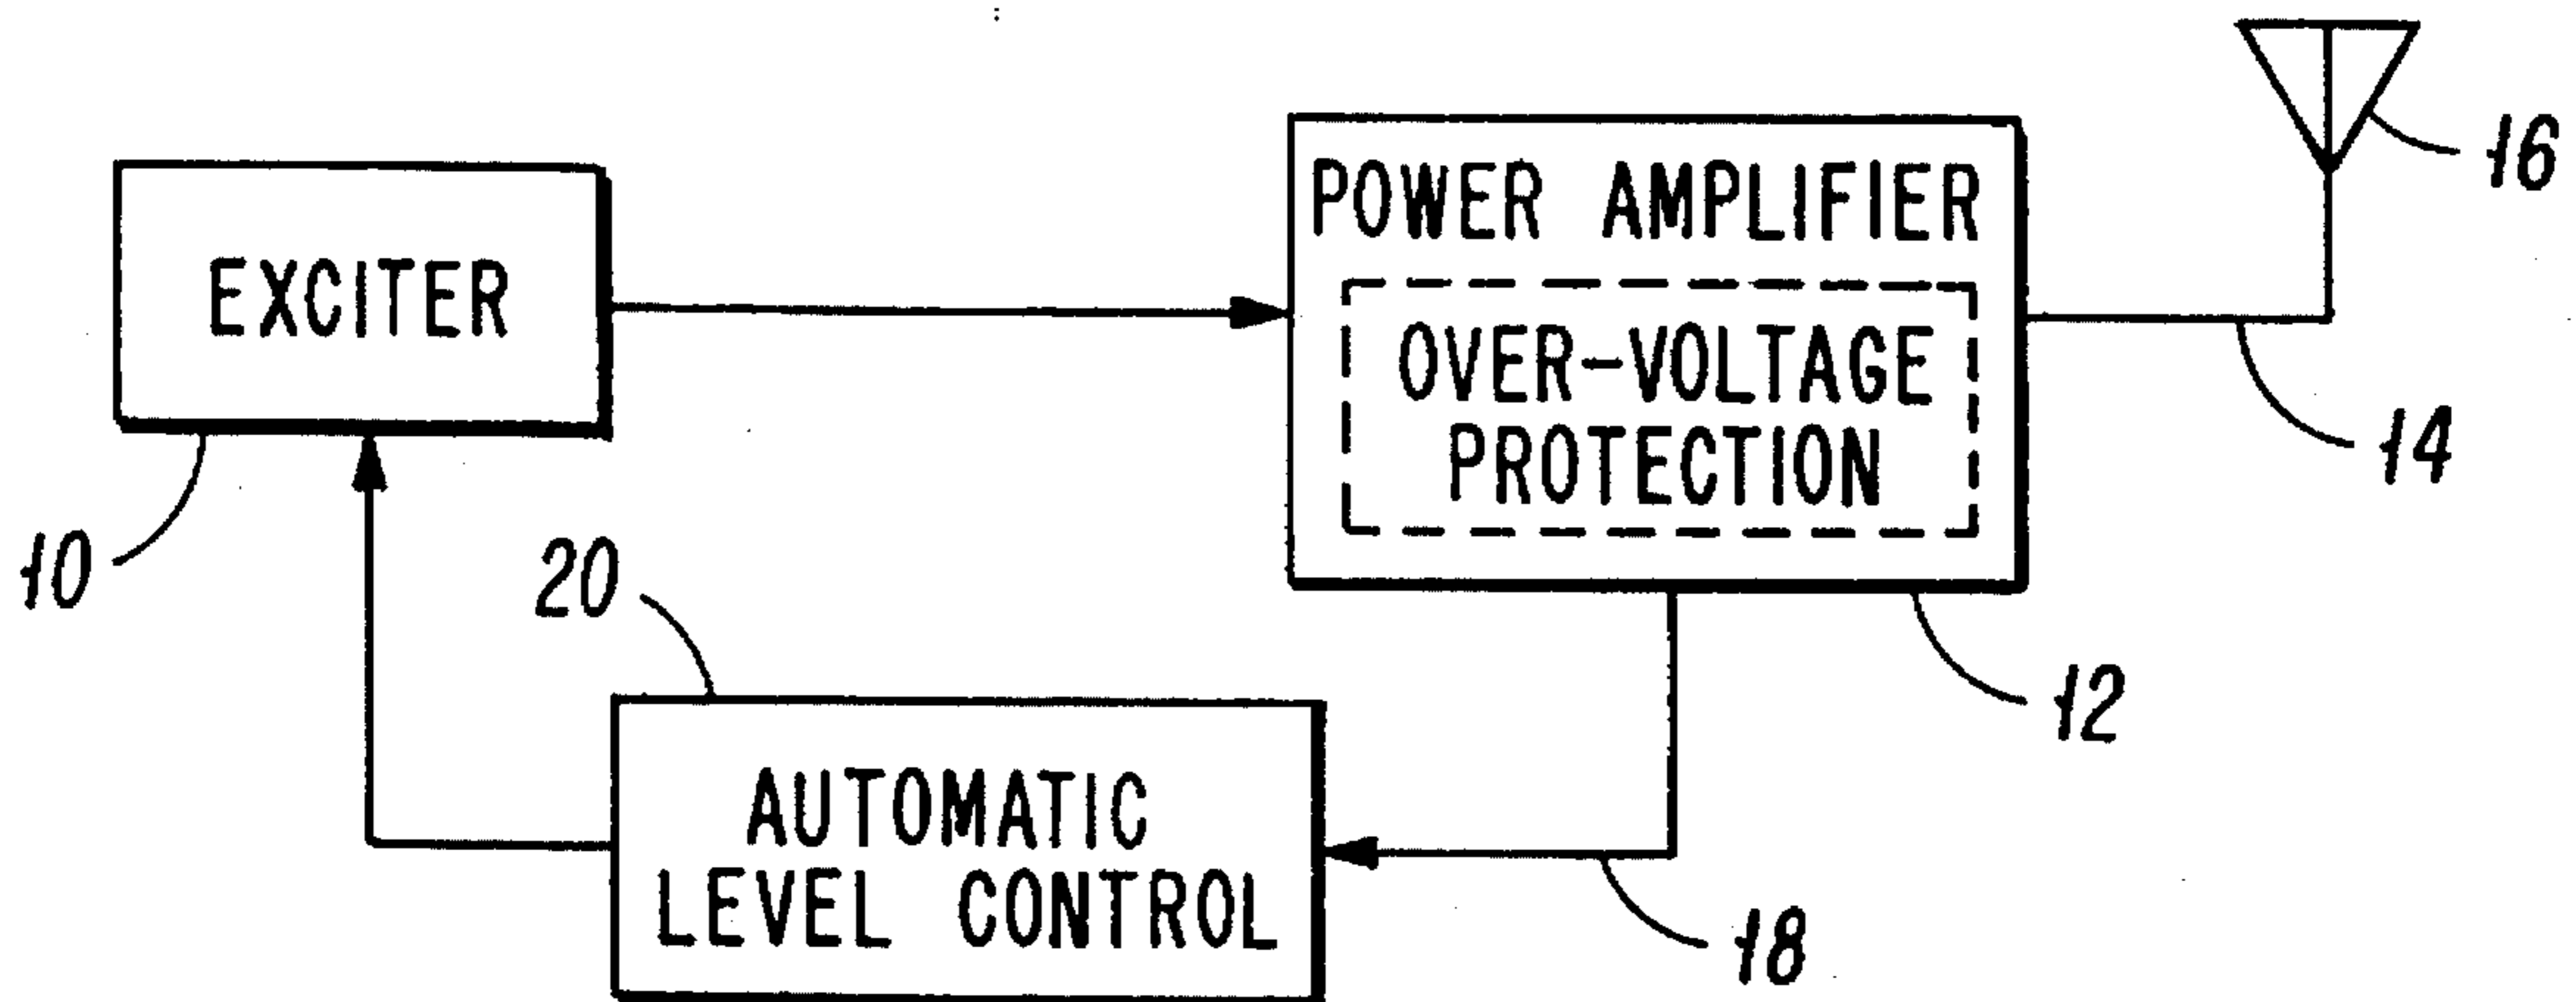 EXCITER
POWER AMPLIFIER
OVER-VOLTAGE
PROTECTION
16
14
10
20
12
AUTOMATIC
LEVEL CONTROL
18